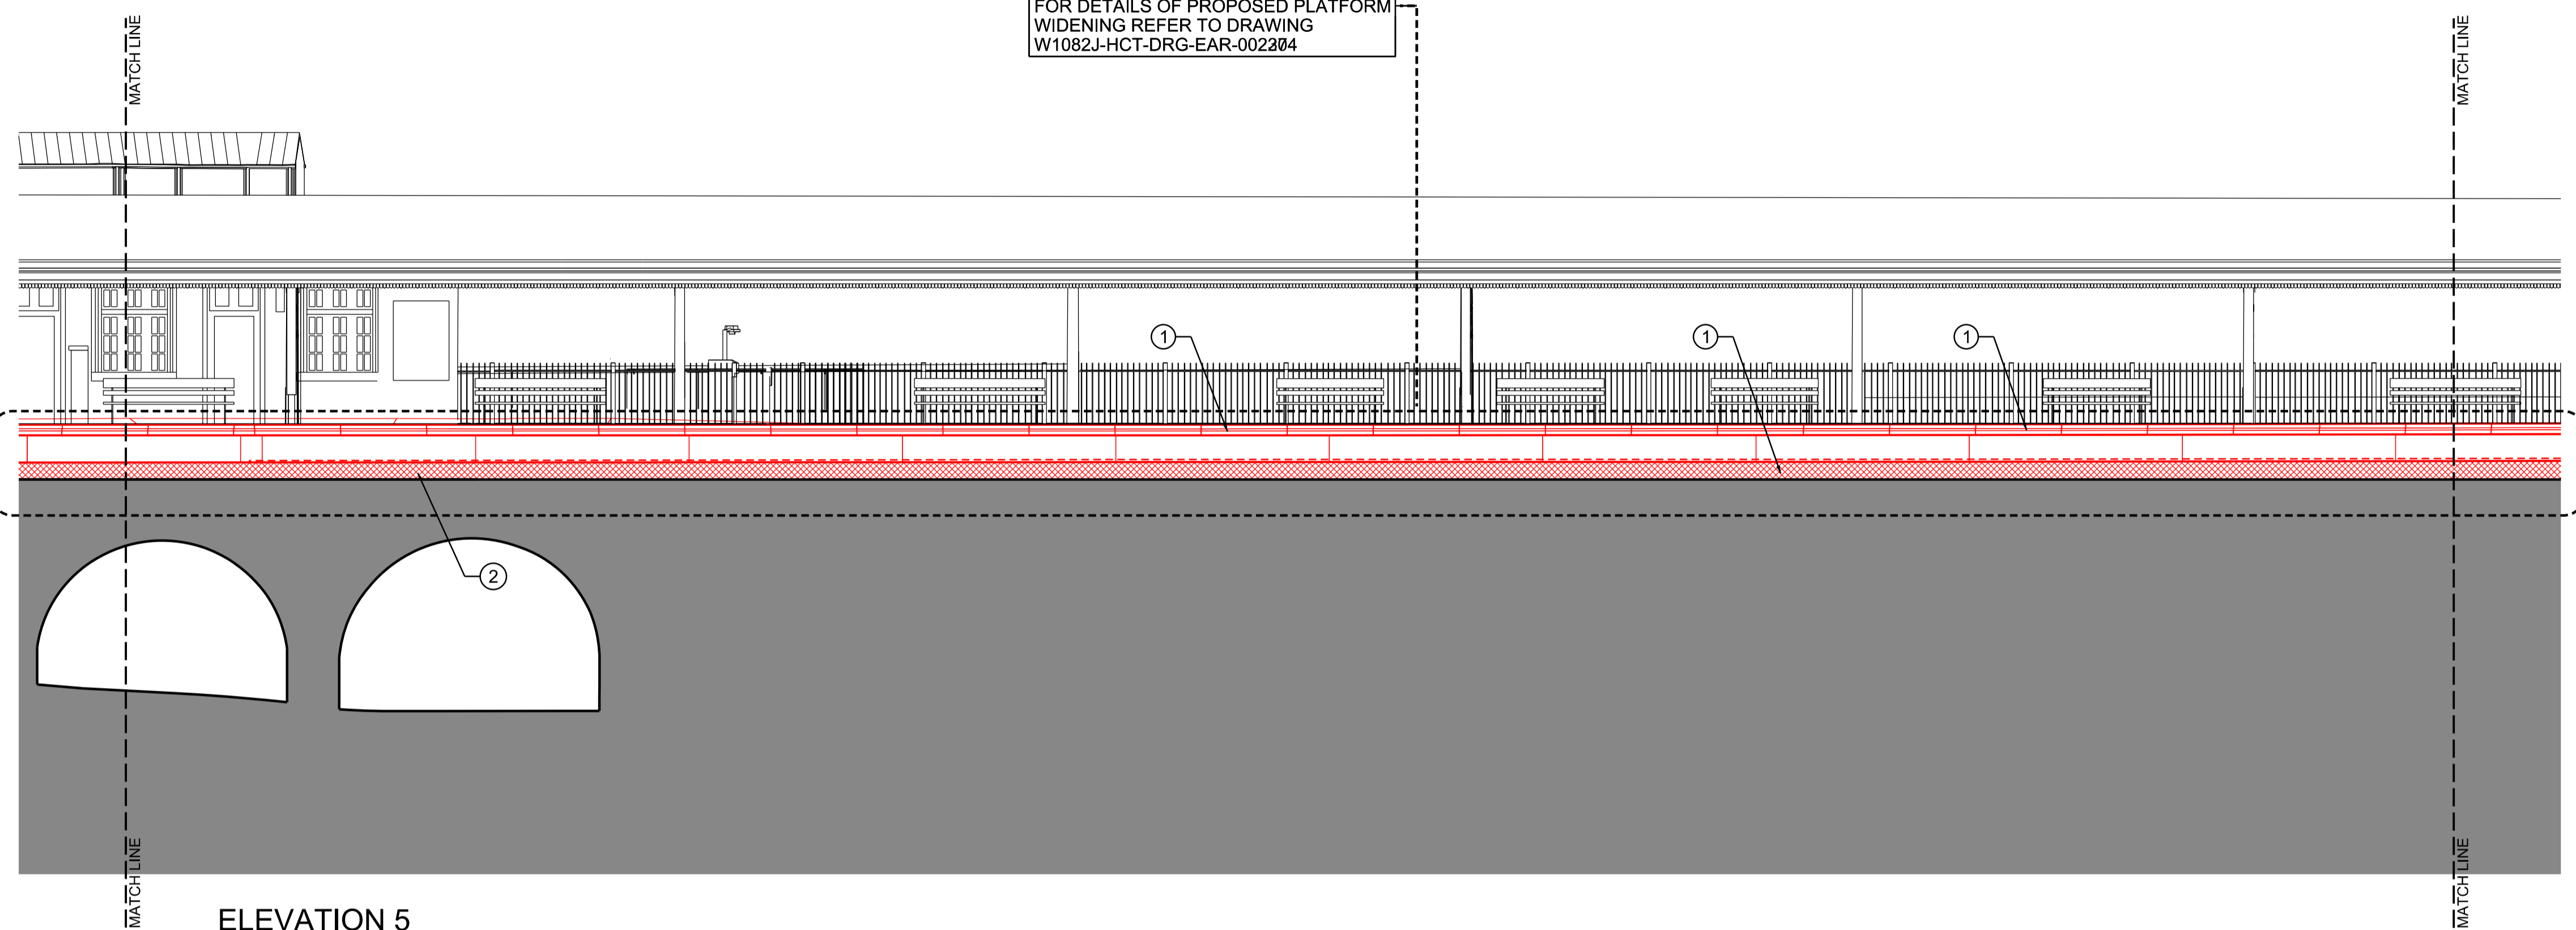 FOR DETAILS OF PROPOSED PLATFORM
WIDENING REFER TO DRAWING
MATCH LINE
MATCH LINE
1
1
1
2
MATCH LINE
MATCH LINE
ELEVATION 5